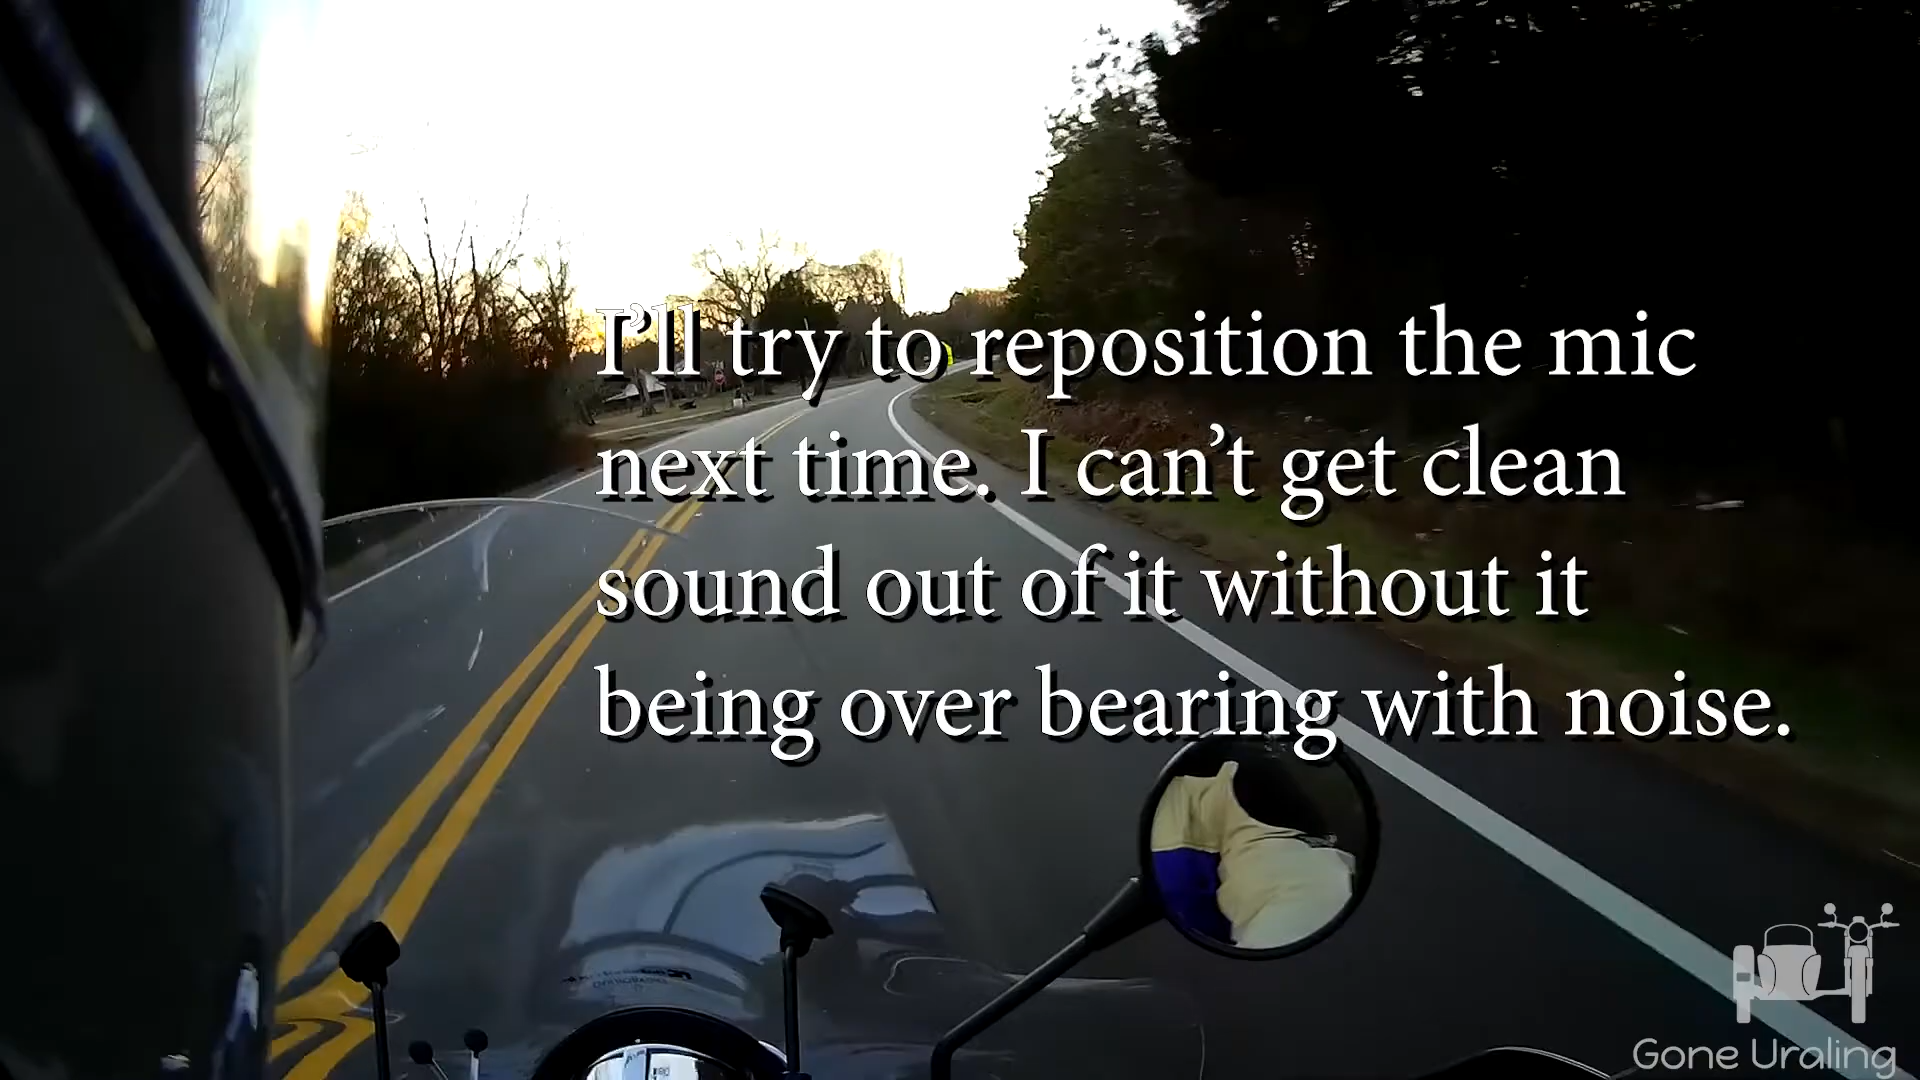 I’ll try to reposition the mic
next time. I can’t get clean
sound out of it without it
being over bearing with noise.
Gone Uraling